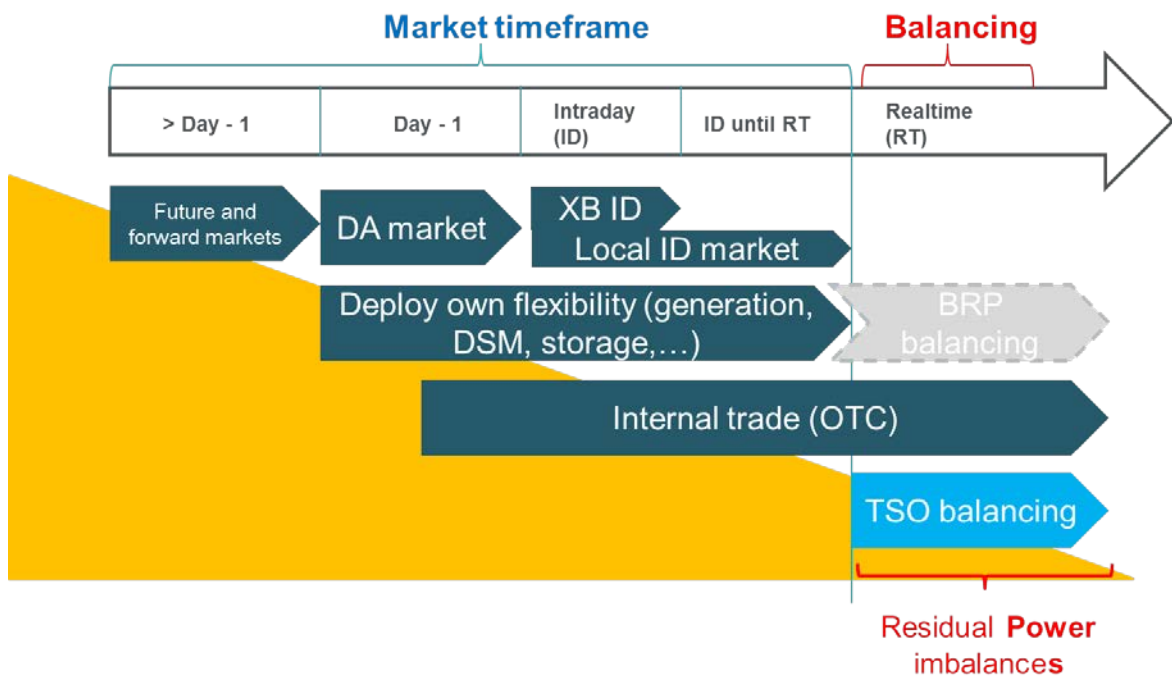 Market timeframe
Balancing
> Day - 1
Day - 1
Intraday
(ID)
ID until RT
Realtime
(RT)
Future and
forward markets
DA market
XB ID
Local ID market
Deploy own flexibility (generation,
DSM, storage,…)
BRP
balancing
Internal trade (OTC)
TSO balancing
Residual Power
imbalances